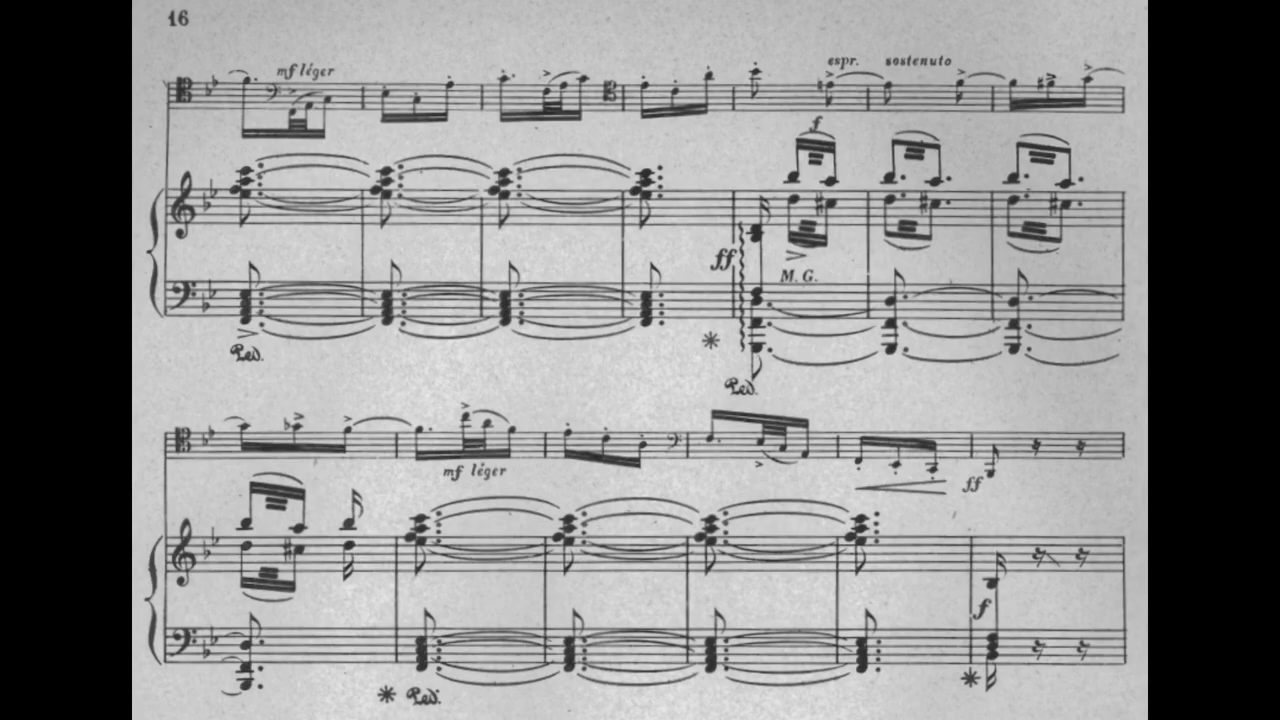 16
mf léger
espr. sostenuto
f
ff
M. G.
Ped.
Ped.
mf léger
ff
f
Ped.